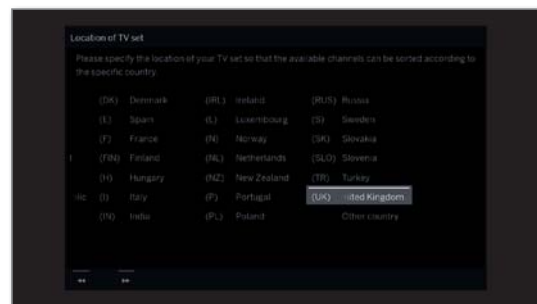 Location of TV set
Please specify the location of your TV set so that the available channels can be sorted according to
the specific country.
(DK) Denmark (IRL) Ireland (RUS) Russia
(E) Spain (L) Luxembourg (S) Sweden
(F) France (N) Norway (SK) Slovakia
(FIN) Finland (NL) Netherlands (SLO) Slovenia
(H) Hungary (NZ) New Zealand (TR) Turkey
(I) Italy (P) Portugal (UK) nited Kingdom
(IN) India (PL) Poland Other country